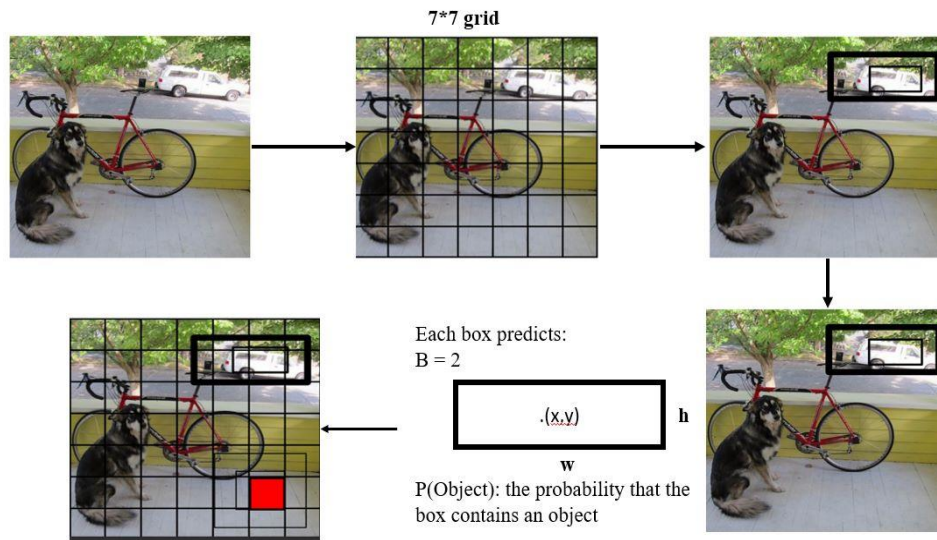 7*7 grid
Each box predicts:
B = 2
.(x,y)
h
w
P(Object): the probability that the
box contains an object